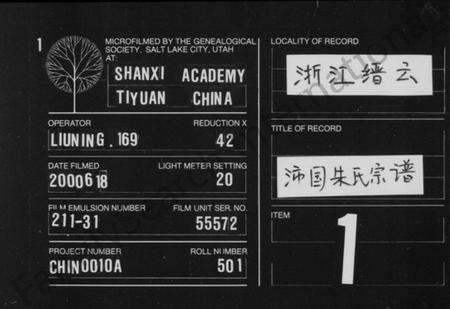 1
MICROFILMED BY THE GENEALOGICAL
SOCIETY, SALT LAKE CITY, UTAH
AT:
SHANXI ACADEMY
TIYUAN CHINA
OPERATOR REDUCTION X
LIUNING.169 42
DATE FILMED LIGHT METER SETTING
2000618 20
FILM EMULSION NUMBER FILM UNIT SER. NO.
211-31 55572
PROJECT NUMBER ROLL NUMBER
CHIN0010A 501
LOCALITY OF RECORD
浙江缙云
TITLE OF RECORD
沛国朱氏宗谱
ITEM
1